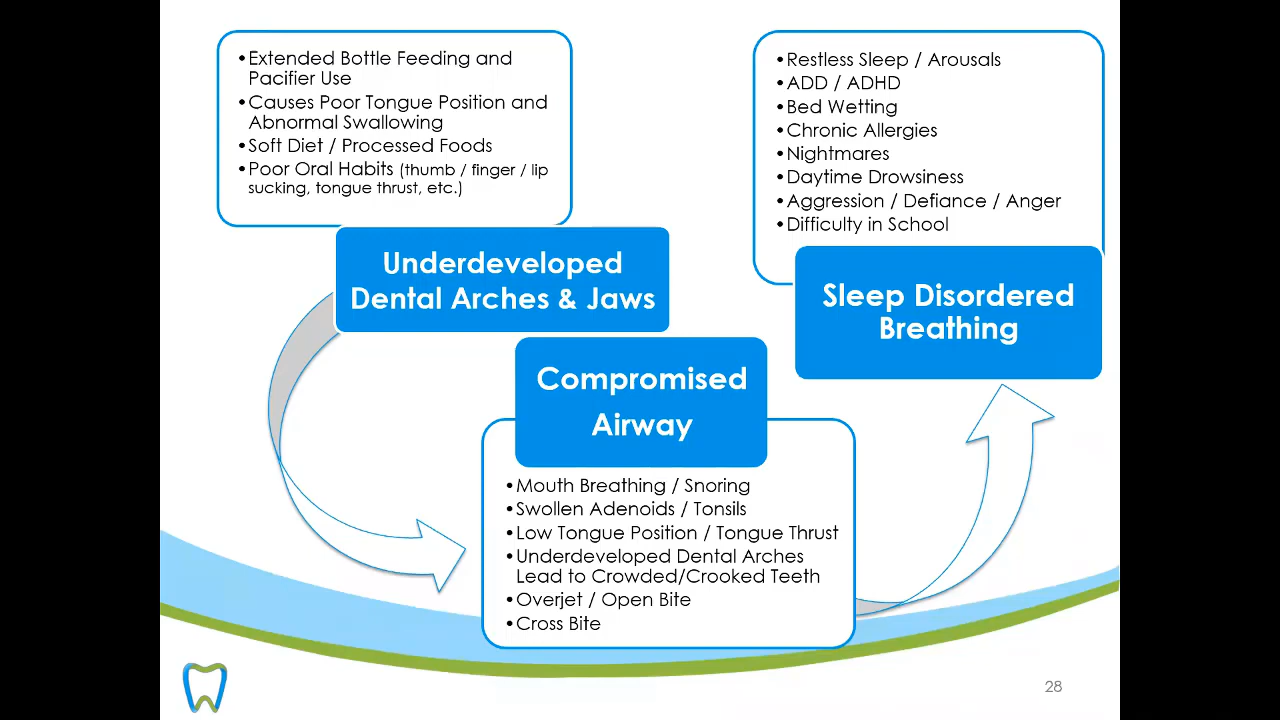 •Extended Bottle Feeding and
Pacifier Use
•Causes Poor Tongue Position and
Abnormal Swallowing
•Soft Diet / Processed Foods
•Poor Oral Habits (thumb / finger / lip
sucking, tongue thrust, etc.)
Underdeveloped
Dental Arches & Jaws
Compromised
Airway
•Mouth Breathing / Snoring
•Swollen Adenoids / Tonsils
•Low Tongue Position / Tongue Thrust
•Underdeveloped Dental Arches
Lead to Crowded/Crooked Teeth
•Overjet / Open Bite
•Cross Bite
•Restless Sleep / Arousals
•ADD / ADHD
•Bed Wetting
•Chronic Allergies
•Nightmares
•Daytime Drowsiness
•Aggression / Defiance / Anger
•Difficulty in School
Sleep Disordered
Breathing
28